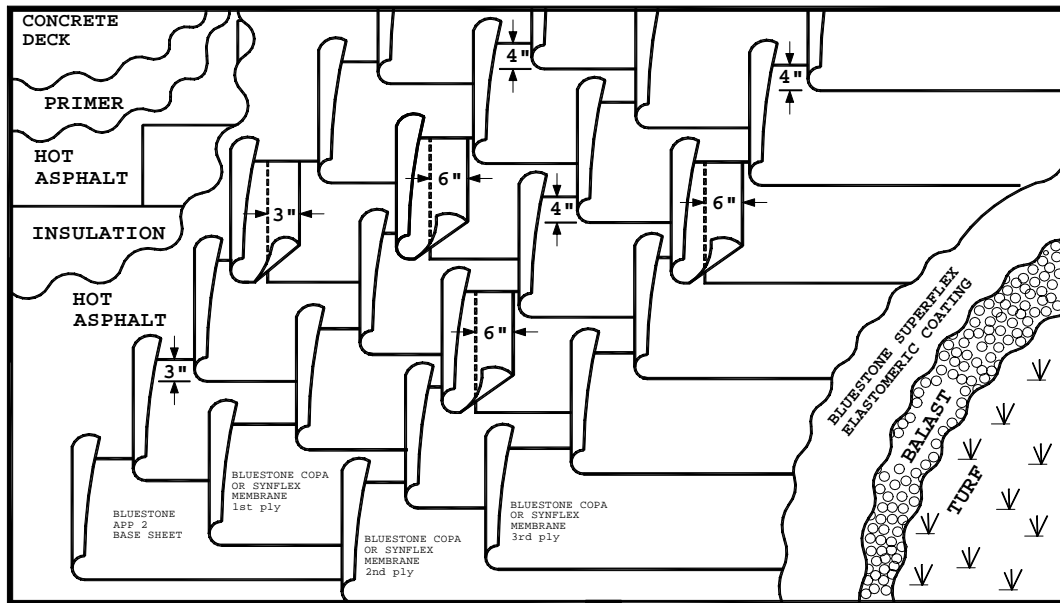 CONCRETE
DECK
PRIMER
HOT
ASPHALT
INSULATION
HOT
ASPHALT
4"
4"
3"
6"
4"
6"
6"
3"
BLUESTONE
APP 2
BASE SHEET
BLUESTONE COPA
OR SYNFLEX
MEMBRANE
1st ply
BLUESTONE COPA
OR SYNFLEX
MEMBRANE
2nd ply
BLUESTONE COPA
OR SYNFLEX
MEMBRANE
3rd ply
BLUESTONE SUPERFLEX
ELASTOMERIC COATING
BALAST
TURF